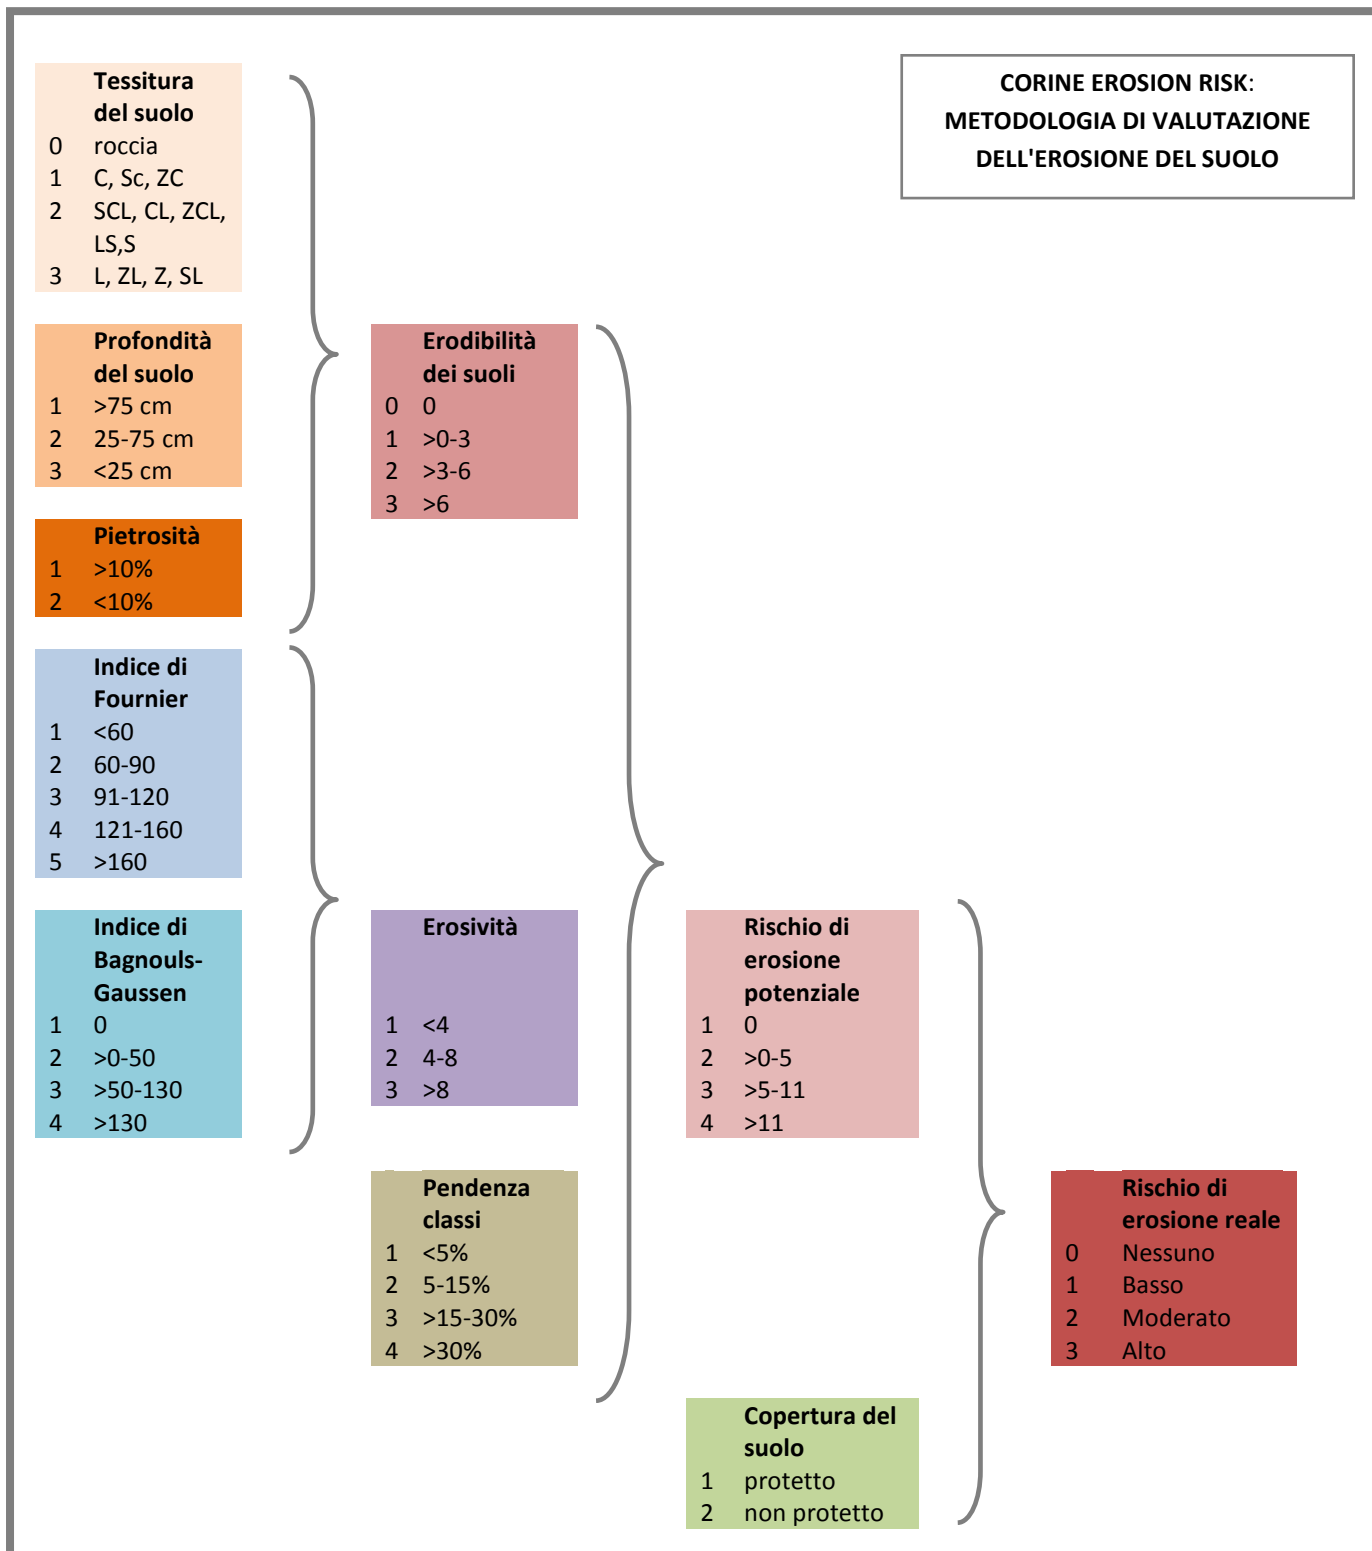 CORINE EROSION RISK:
METODOLOGIA DI VALUTAZIONE
DELL'EROSIONE DEL SUOLO
Tessitura
del suolo
0 roccia
1 C, Sc, ZC
2 SCL, CL, ZCL,
LS,S
3 L, ZL, Z, SL
Profondità
del suolo
1 >75 cm
2 25-75 cm
3 <25 cm
Pietrosità
1 >10%
2 <10%
Erodibilità
dei suoli
0 0
1 >0-3
2 >3-6
3 >6
Indice di
Fournier
1 <60
2 60-90
3 91-120
4 121-160
5 >160
Indice di
Bagnouls-
Gaussen
1 0
2 >0-50
3 >50-130
4 >130
Erosività
1 <4
2 4-8
3 >8
Pendenza
classi
1 <5%
2 5-15%
3 >15-30%
4 >30%
Rischio di
erosione
potenziale
1 0
2 >0-5
3 >5-11
4 >11
Copertura del
suolo
1 protetto
2 non protetto
Rischio di
erosione reale
0 Nessuno
1 Basso
2 Moderato
3 Alto